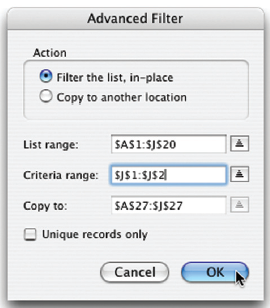 Advanced Filter
Action
Filter the list, in-place
Copy to another location
List range: $A$1:$J$20
Criteria range: $J$1:$J$2
Copy to: $A$27:$J$27
Unique records only
Cancel OK